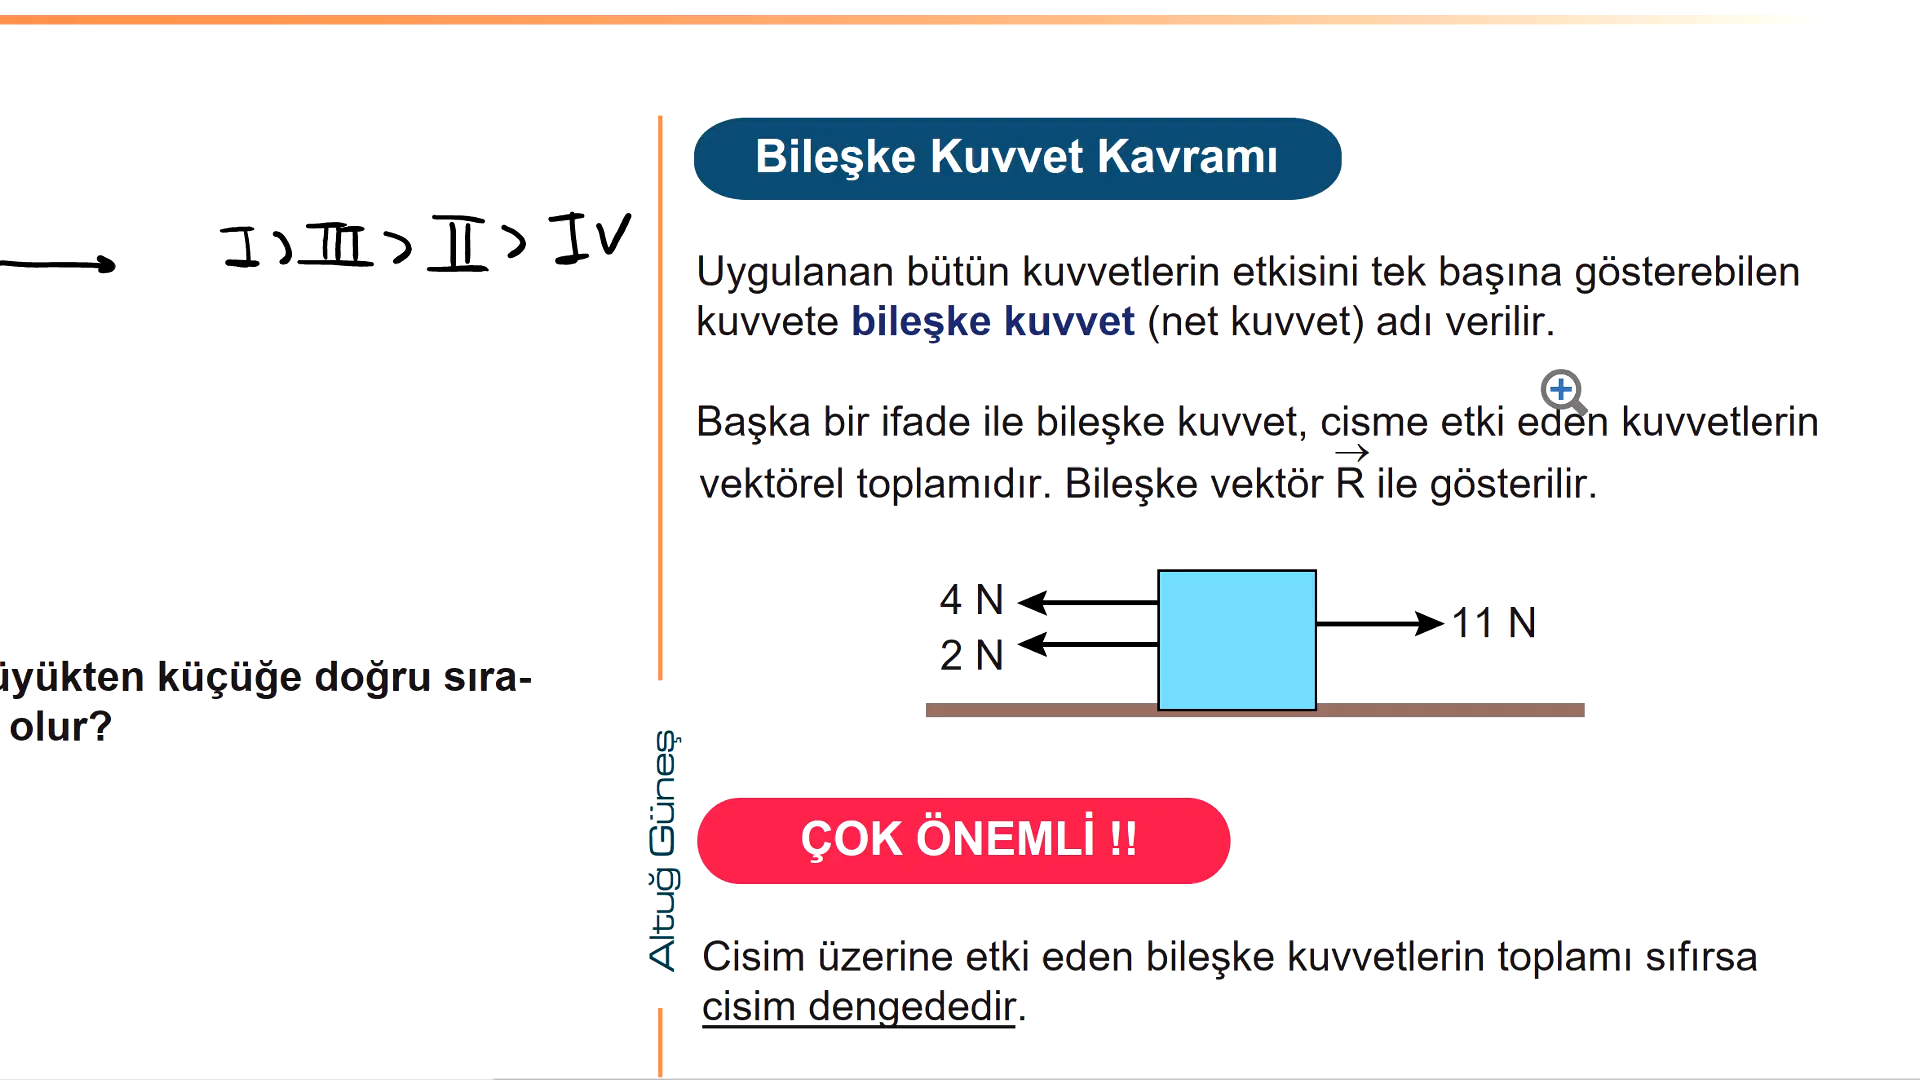 I > III > II > IV
üyükten küçüğe doğru sıra-
olur?
Altuğ Güneş
Bileşke Kuvvet Kavramı
Uygulanan bütün kuvvetlerin etkisini tek başına gösterebilen
kuvvete bileşke kuvvet (net kuvvet) adı verilir.
Başka bir ifade ile bileşke kuvvet, cisme etki eden kuvvetlerin
vektörel toplamıdır. Bileşke vektör R ile gösterilir.
4 N
2 N
11 N
ÇOK ÖNEMLİ !!
Cisim üzerine etki eden bileşke kuvvetlerin toplamı sıfırsa
cisim dengededir.